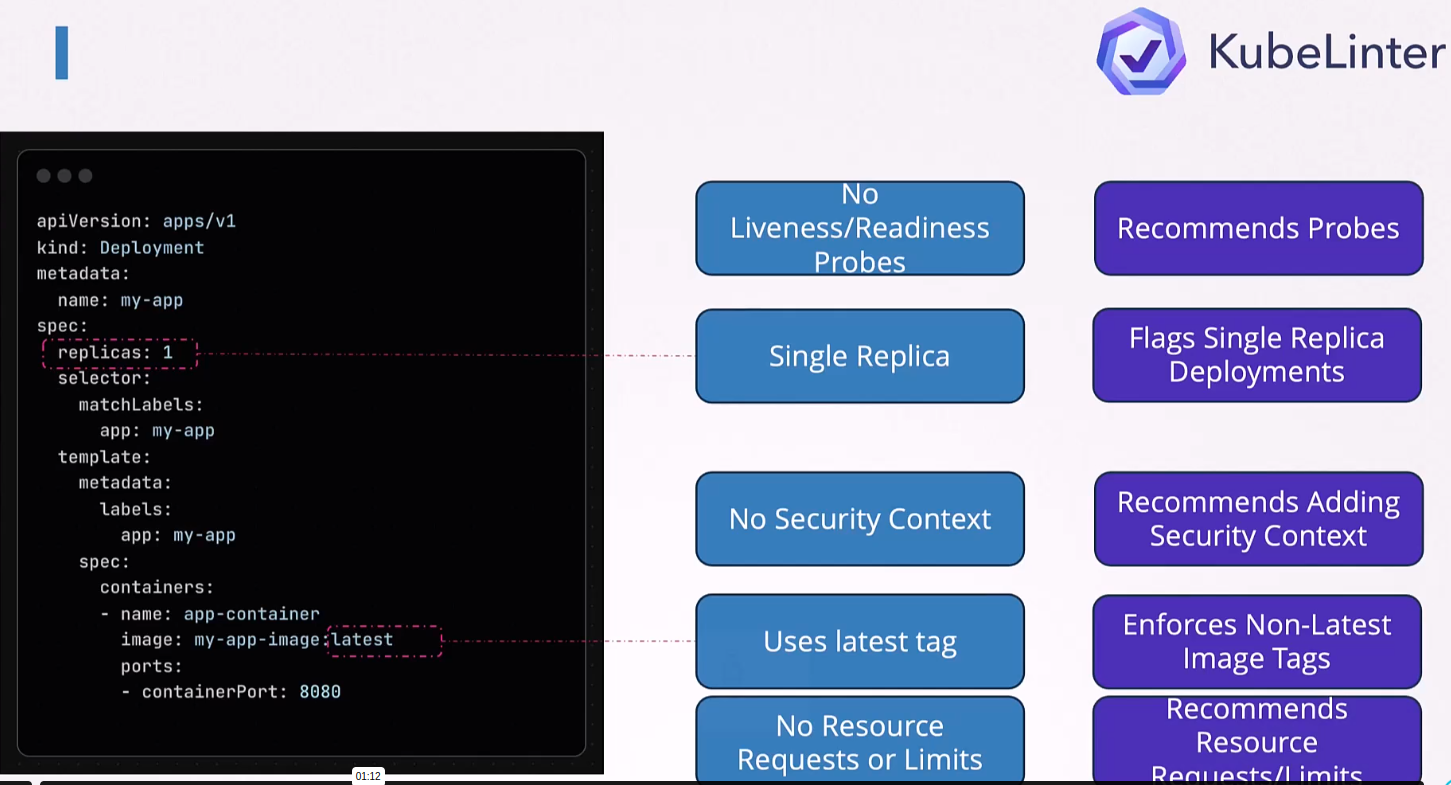 KubeLinter
apiVersion: apps/v1
kind: Deployment
metadata:
  name: my-app
spec:
  replicas: 1
  selector:
    matchLabels:
      app: my-app
  template:
    metadata:
      labels:
        app: my-app
    spec:
      containers:
      - name: app-container
        image: my-app-image:latest
        ports:
        - containerPort: 8080
No
Liveness/Readiness
Probes
Recommends Probes
Single Replica
Flags Single Replica
Deployments
No Security Context
Recommends Adding
Security Context
Uses latest tag
Enforces Non-Latest
Image Tags
No Resource
Requests or Limits
Recommends
Resource
Requests/Limits
01:12